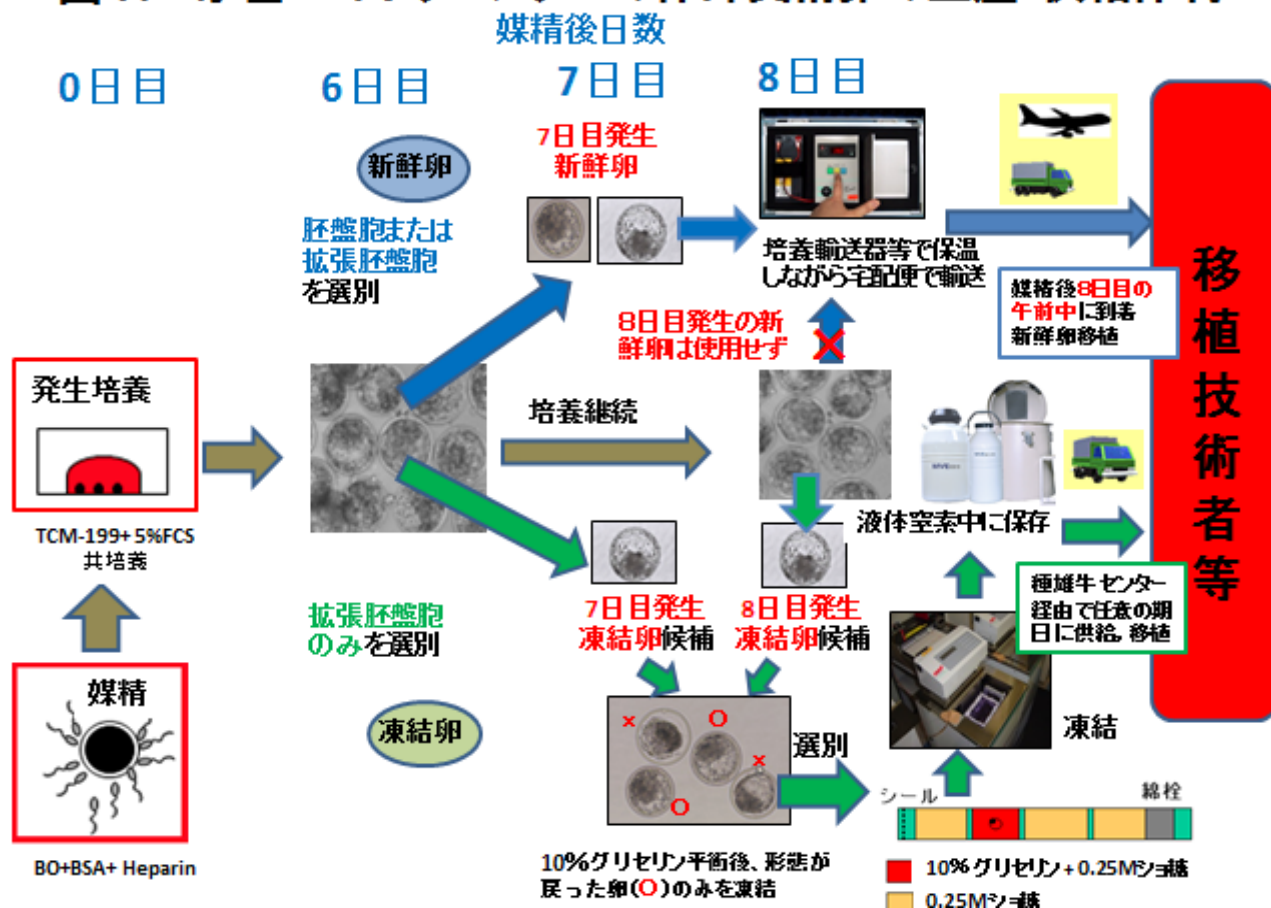 媒精後日数
0日目
6日目
7日目
8日目
新鮮卵
7日目発生
新鮮卵
胚盤胞または
拡張胚盤胞
を選別
培養輸送器等で保温
しながら宅配便で輸送
媒精後8日目の
午前中に到着
新鮮卵移植
8日目発生の新
鮮卵は使用せず
移植技術者等
発生培養
培養継続
TCM-199+5%FCS
共培養
液体窒素中に保存
拡張胚盤胞
のみを選別
7日目発生
凍結卵候補
8日目発生
凍結卵候補
種雄牛センター
経由で任意の期
日に供給、移植
媒精
凍結卵
選別
凍結
シール
綿栓
BO+BSA+ Heparin
10%グリセリン平衡後、形態が
戻った卵(○)のみを凍結
10%グリセリン+0.25Mショ糖
0.25Mショ糖